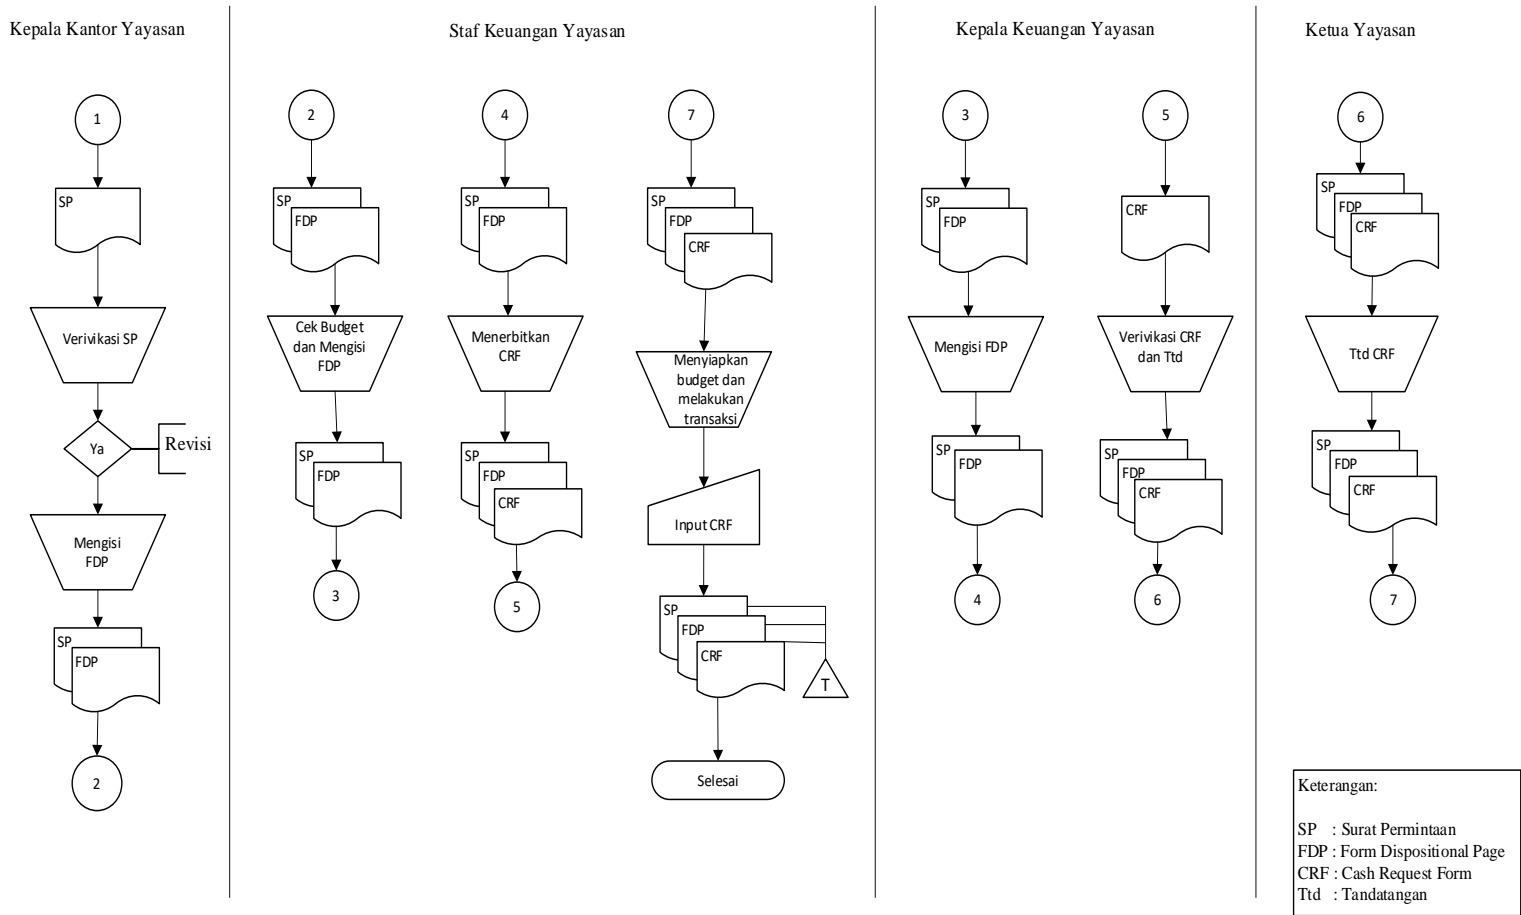 Kepala Kantor Yayasan
1
SP
Verivikasi SP
Ya
Revisi
Mengisi
FDP
SP
FDP
2
Staf Keuangan Yayasan
2
SP
FDP
Cek Budget
dan Mengisi
FDP
SP
FDP
3
4
SP
FDP
Menerbitkan
CRF
SP
FDP
CRF
5
7
SP
FDP
CRF
Menyiapkan
budget dan
melakukan
transaksi
Input CRF
SP
FDP
CRF
T
Selesai
Kepala Keuangan Yayasan
3
SP
FDP
Mengisi FDP
SP
FDP
4
5
CRF
Verivikasi CRF
dan Ttd
SP
FDP
CRF
6
Ketua Yayasan
6
SP
FDP
CRF
Ttd CRF
SP
FDP
CRF
7
Keterangan:
SP : Surat Permintaan
FDP : Form Dispositional Page
CRF : Cash Request Form
Ttd : Tandatangan